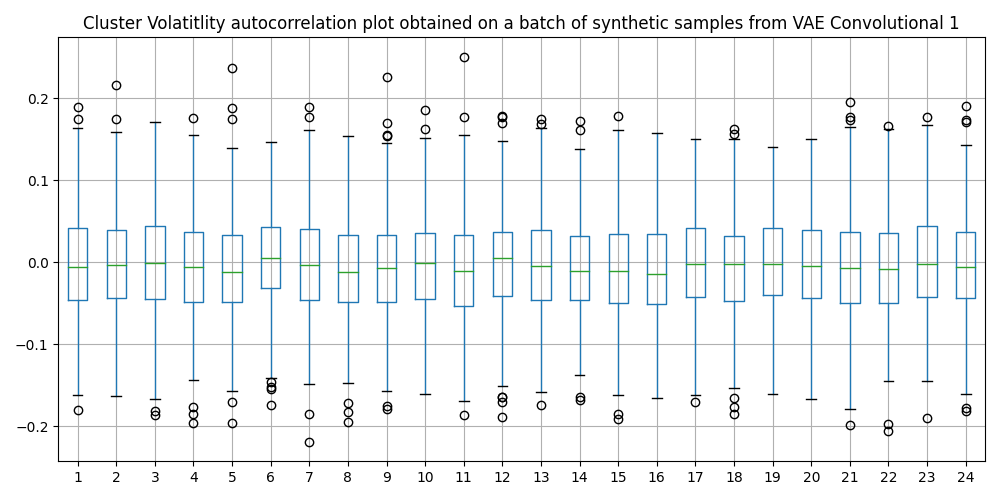 Cluster Volatitlity autocorrelation plot obtained on a batch of synthetic samples from VAE Convolutional 1
0.2
0.1
0.0
−0.1
−0.2
1 2 3 4 5 6 7 8 9 10 11 12 13 14 15 16 17 18 19 20 21 22 23 24